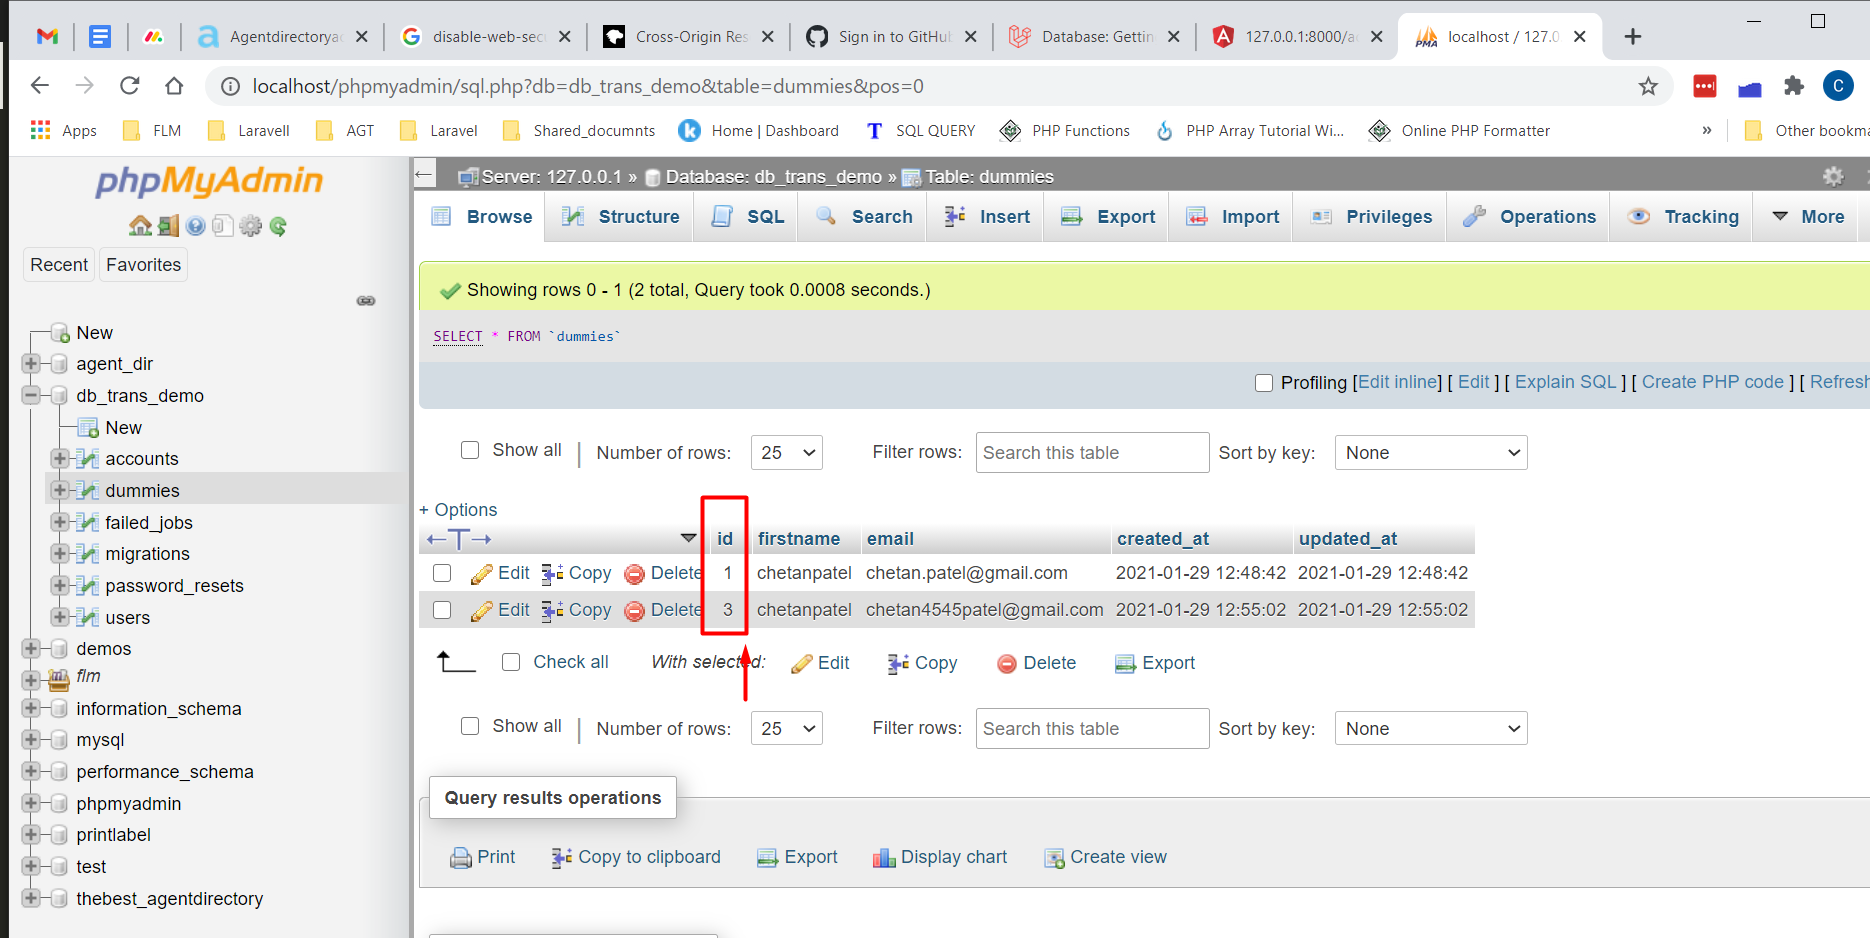 Agentdirectorya
disable-web-sec
Cross-Origin Res
Sign in to GitHub
Database: Gettin
127.0.0.1:8000/a
localhost / 127.0
localhost/phpmyadmin/sql.php?db=db_trans_demo&table=dummies&pos=0
C
Apps
FLM
Laravell
AGT
Laravel
Shared_documnts
Home | Dashboard
T SQL QUERY
PHP Functions
PHP Array Tutorial Wi...
Online PHP Formatter
»
Other bookma
phpMyAdmin
Recent
Favorites
New
agent_dir
db_trans_demo
New
accounts
dummies
failed_jobs
migrations
password_resets
users
demos
flm
information_schema
mysql
performance_schema
phpmyadmin
printlabel
test
thebest_agentdirectory
Server: 127.0.0.1 » Database: db_trans_demo » Table: dummies
Browse Structure SQL Search Insert Export Import Privileges Operations Tracking More
Showing rows 0 - 1 (2 total, Query took 0.0008 seconds.)
SELECT * FROM `dummies`
Profiling [Edit inline] [ Edit ] [ Explain SQL ] [ Create PHP code ] [ Refresh
Show all | Number of rows: 25 Filter rows: Search this table Sort by key: None
+ Options
←T→ id firstname email created_at updated_at
Edit Copy Delete 1 chetanpatel chetan.patel@gmail.com 2021-01-29 12:48:42 2021-01-29 12:48:42
Edit Copy Delete 3 chetanpatel chetan4545patel@gmail.com 2021-01-29 12:55:02 2021-01-29 12:55:02
Check all With selected: Edit Copy Delete Export
Show all | Number of rows: 25 Filter rows: Search this table Sort by key: None
Query results operations
Print Copy to clipboard Export Display chart Create view